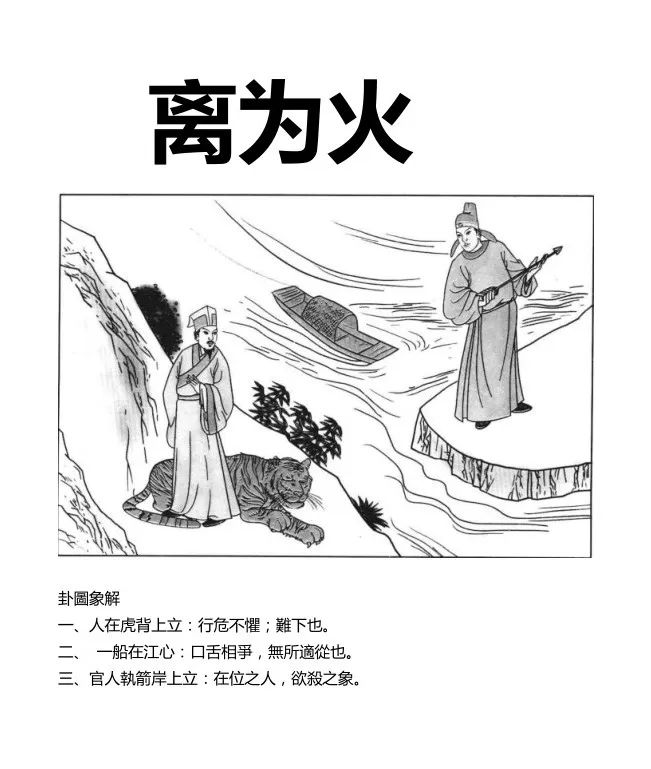 离为火
卦圖象解
一、人在虎背上立：行危不懼；難下也。
二、 一船在江心：口舌相爭，無所適從也。
三、官人執箭岸上立：在位之人，欲殺之象。